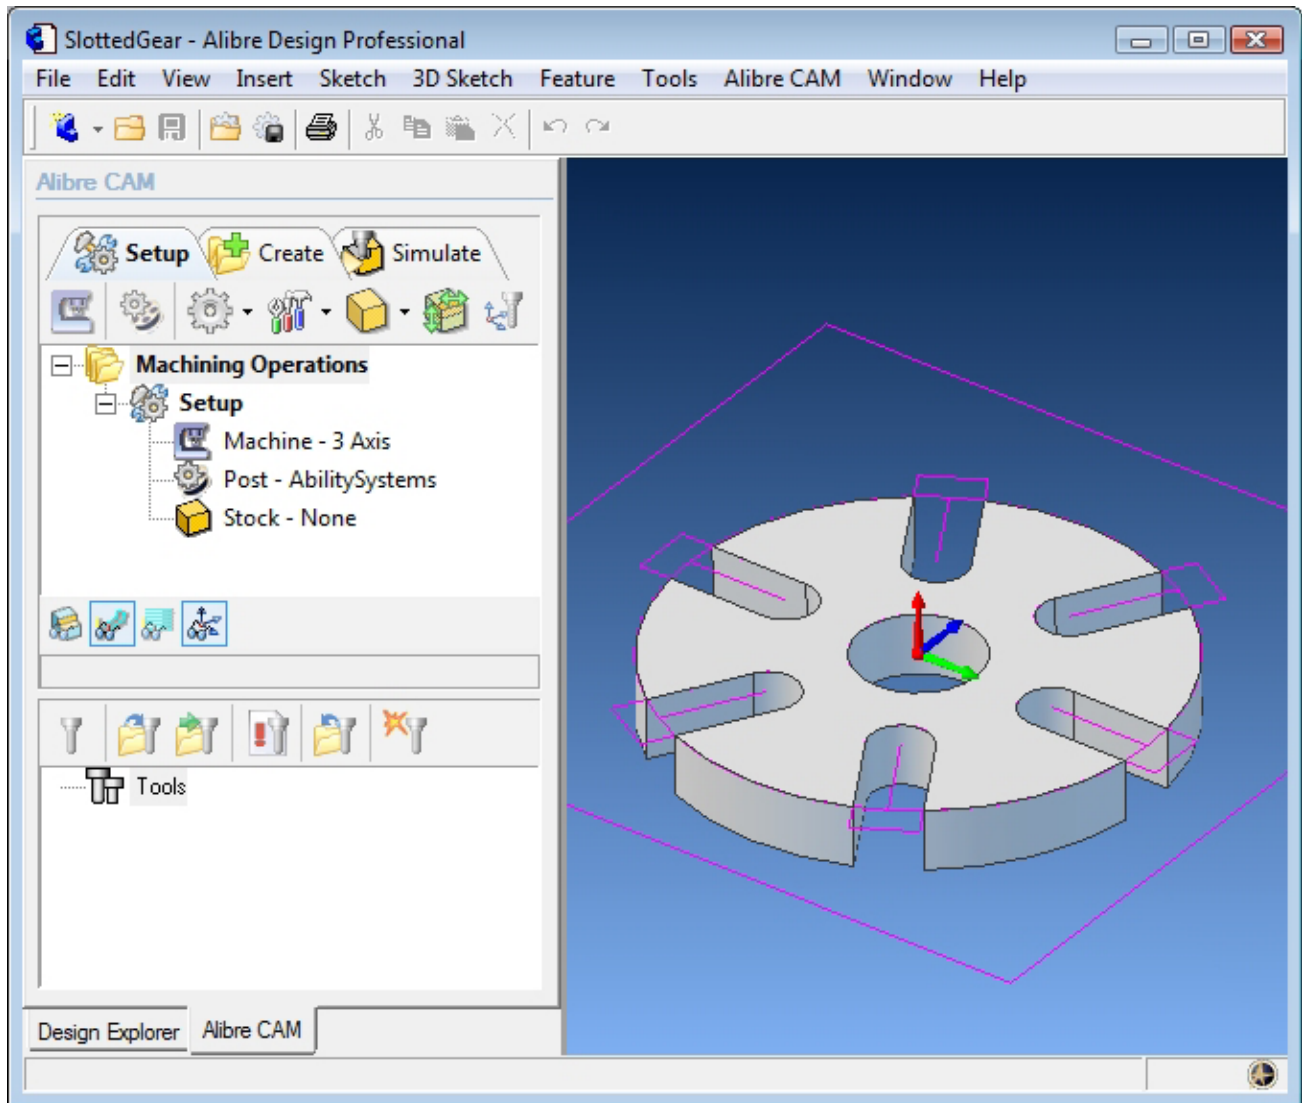 SlottedGear - Alibre Design Professional
File Edit View Insert Sketch 3D Sketch Feature Tools Alibre CAM Window Help
Alibre CAM
Setup Create Simulate
Machining Operations
Setup
Machine - 3 Axis
Post - AbilitySystems
Stock - None
Tools
Design Explorer Alibre CAM